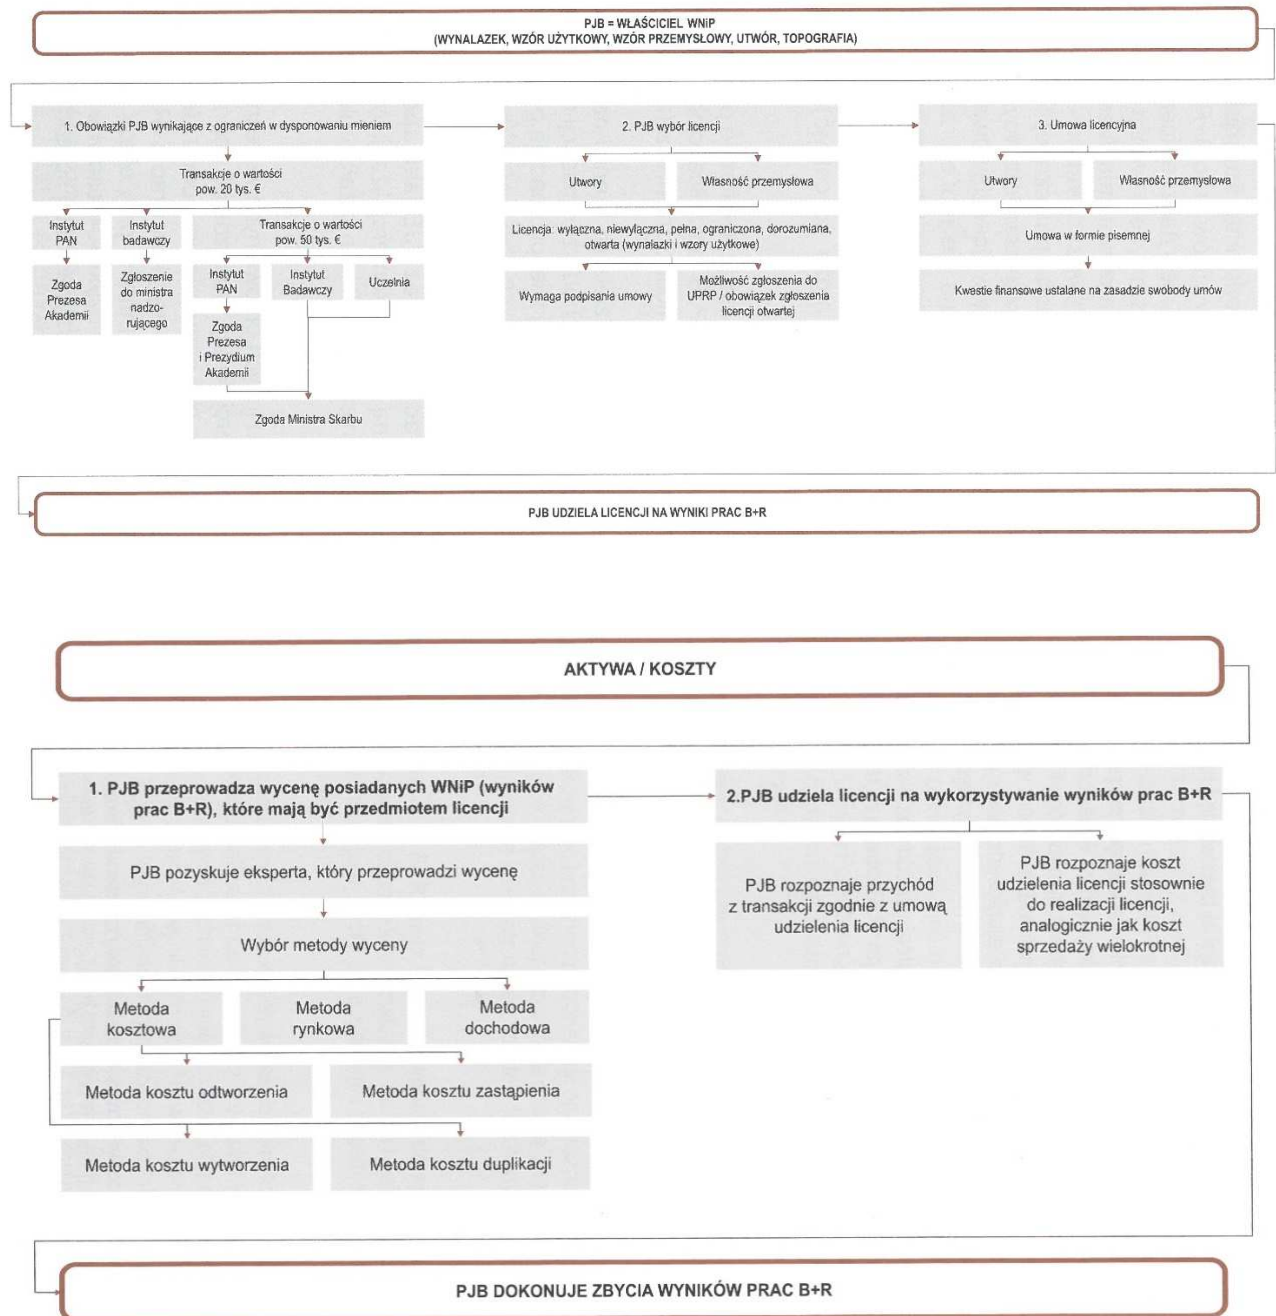 PJB = WŁAŚCICIEL WNiP
(WYNALAZEK, WZÓR UŻYTKOWY, WZÓR PRZEMYSŁOWY, UTWÓR, TOPOGRAFIA)
1. Obowiązki PJB wynikające z ograniczeń w dysponowaniu mieniem
Transakcje o wartości
pow. 20 tys. €
Instytut
PAN
Instytut
badawczy
Transakcje o wartości
pow. 50 tys. €
Zgoda
Prezesa
Akademii
Zgłoszenie
do ministra
nadzo-
rującego
Instytut
PAN
Instytut
Badawczy
Uczelnia
Zgoda
Prezesa
i Prezydium
Akademii
Zgoda Ministra Skarbu
2. PJB wybór licencji
Utwory
Własność przemysłowa
Licencja: wyłączna, niewyłączna, pełna, ograniczona, dorozumiana,
otwarta (wynalazki i wzory użytkowe)
Wymaga podpisania umowy
Możliwość zgłoszenia do
UPRP / obowiązek zgłoszenia
licencji otwartej
3. Umowa licencyjna
Utwory
Własność przemysłowa
Umowa w formie pisemnej
Kwestie finansowe ustalane na zasadzie swobody umów
PJB UDZIELA LICENCJI NA WYNIKI PRAC B+R
AKTYWA / KOSZTY
1. PJB przeprowadza wycenę posiadanych WNiP (wyników
prac B+R), które mają być przedmiotem licencji
PJB pozyskuje eksperta, który przeprowadzi wycenę
Wybór metody wyceny
Metoda
kosztowa
Metoda
rynkowa
Metoda
dochodowa
Metoda kosztu odtworzenia
Metoda kosztu zastąpienia
Metoda kosztu wytworzenia
Metoda kosztu duplikacji
2.PJB udziela licencji na wykorzystywanie wyników prac B+R
PJB rozpoznaje przychód
z transakcji zgodnie z umową
udzielenia licencji
PJB rozpoznaje koszt
udzielenia licencji stosownie
do realizacji licencji,
analogicznie jak koszt
sprzedaży wielokrotnej
PJB DOKONUJE ZBYCIA WYNIKÓW PRAC B+R